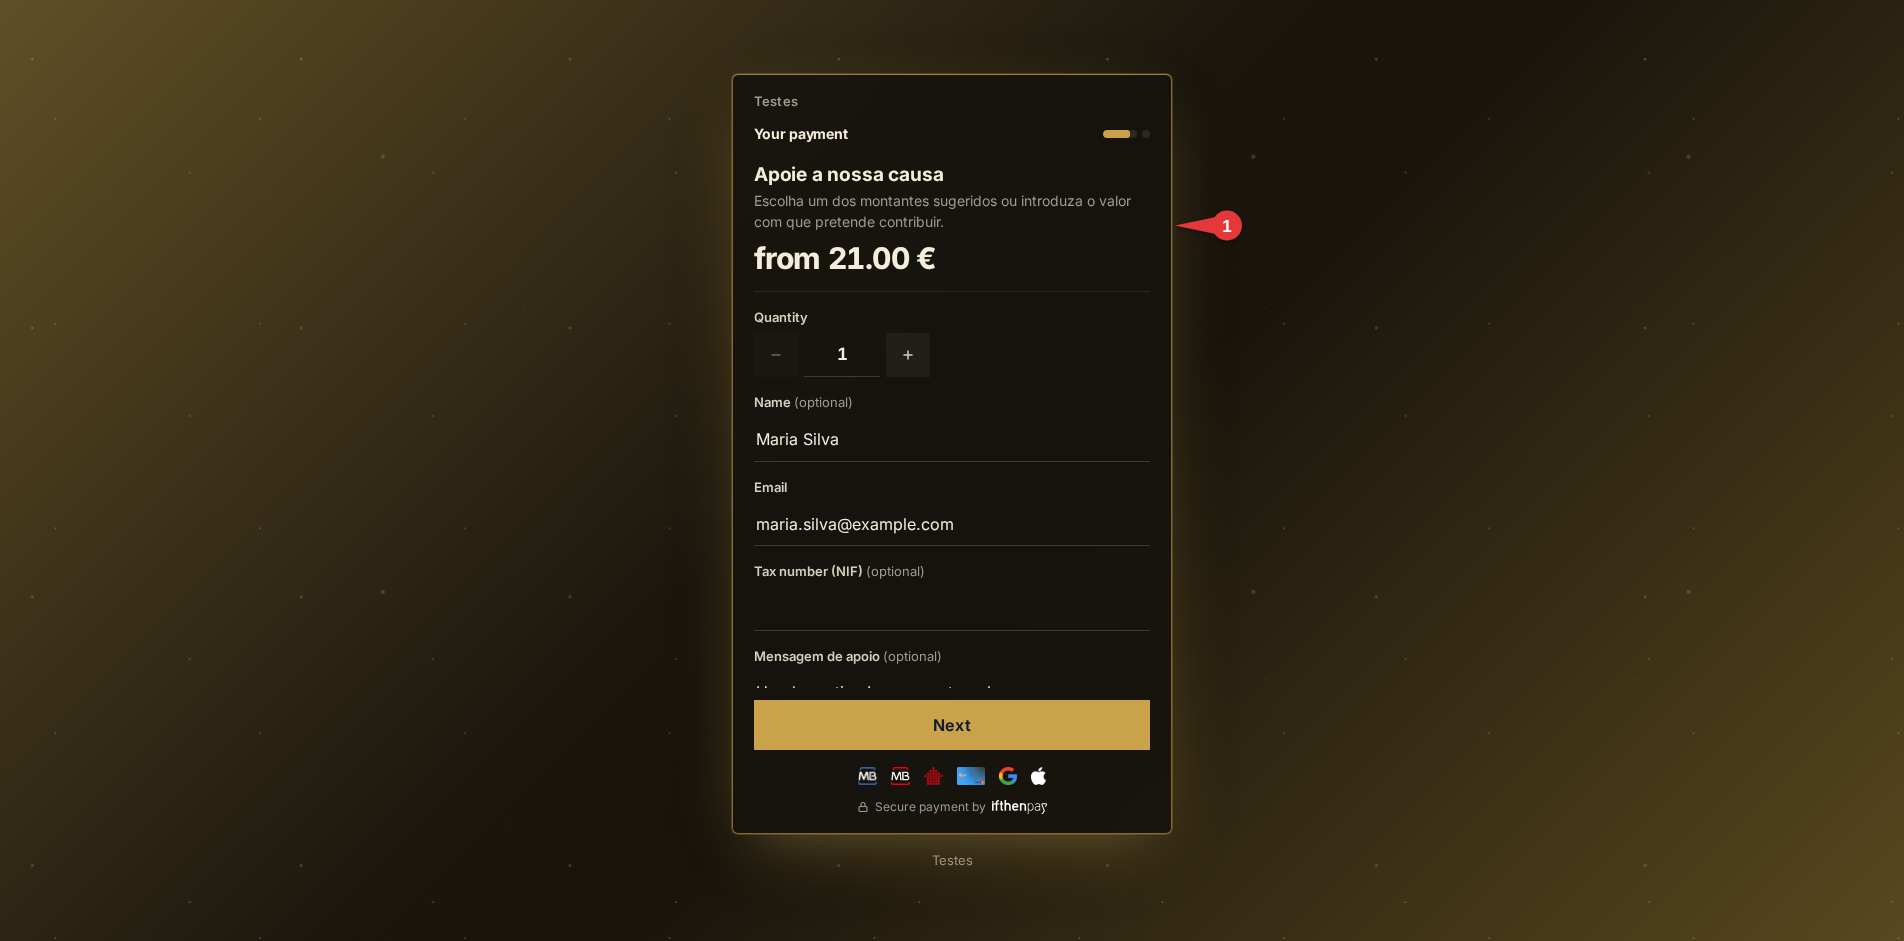 Testes
Your payment
Apoie a nossa causa
Escolha um dos montantes sugeridos ou introduza o valor
com que pretende contribuir.
from 21.00 €
1
Quantity
− 1 +
Name (optional)
Maria Silva
Email
maria.silva@example.com
Tax number (NIF) (optional)
Mensagem de apoio (optional)
Next
MB MB
Secure payment by ifthenpay
Testes